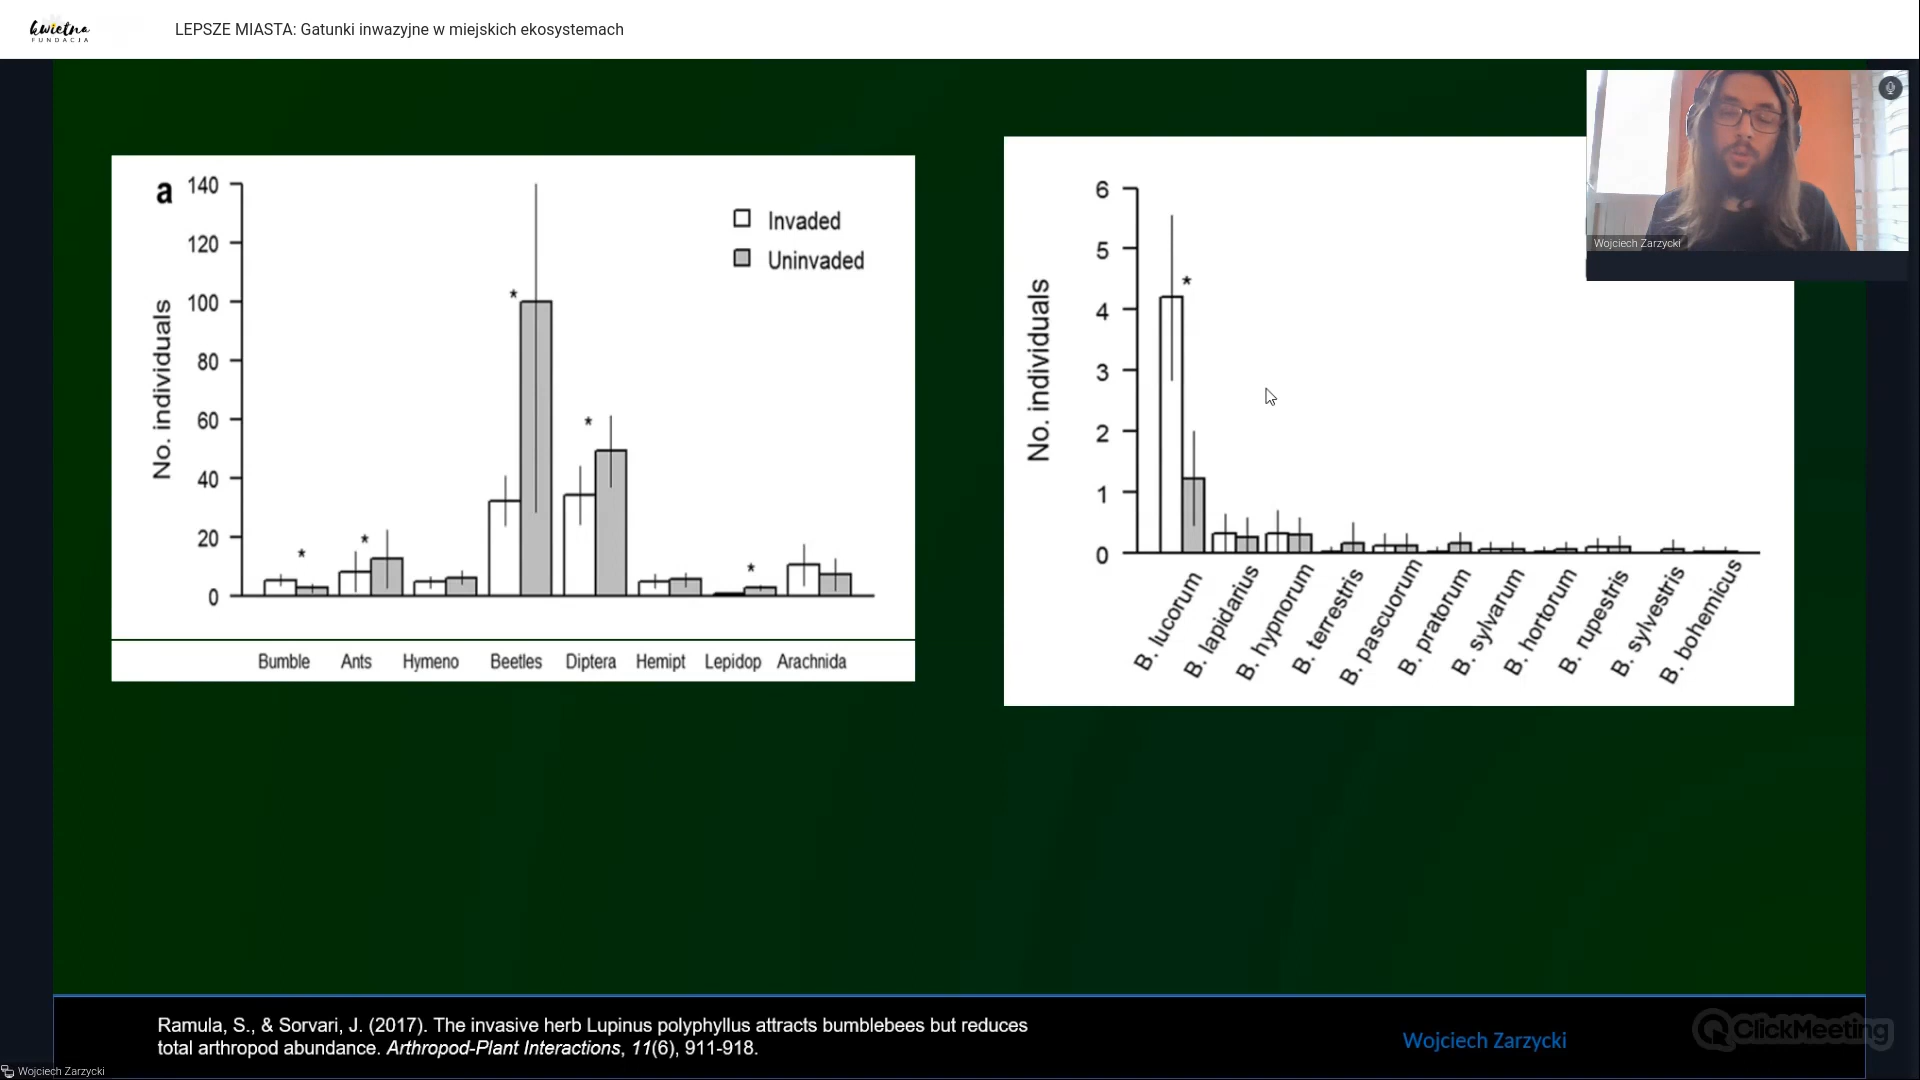 kwietna
FUNDACJA
LEPSZE MIASTA: Gatunki inwazyjne w miejskich ekosystemach
Wojciech Zarzycki
a
140
120
100
80
60
40
20
0
No. individuals
Invaded
Uninvaded
*
*
*
*
*
Bumble Ants Hymeno Beetles Diptera Hemipt Lepidop Arachnida
6
5
4
3
2
1
0
No. individuals
*
B. lucorum
B. lapidarius
B. hypnorum
B. terrestris
B. pascuorum
B. pratorum
B. sylvarum
B. hortorum
B. rupestris
B. sylvestris
B. bohemicus
Ramula, S., & Sorvari, J. (2017). The invasive herb Lupinus polyphyllus attracts bumblebees but reduces
total arthropod abundance. Arthropod-Plant Interactions, 11(6), 911-918.
Wojciech Zarzycki
ClickMeeting
Wojciech Zarzycki